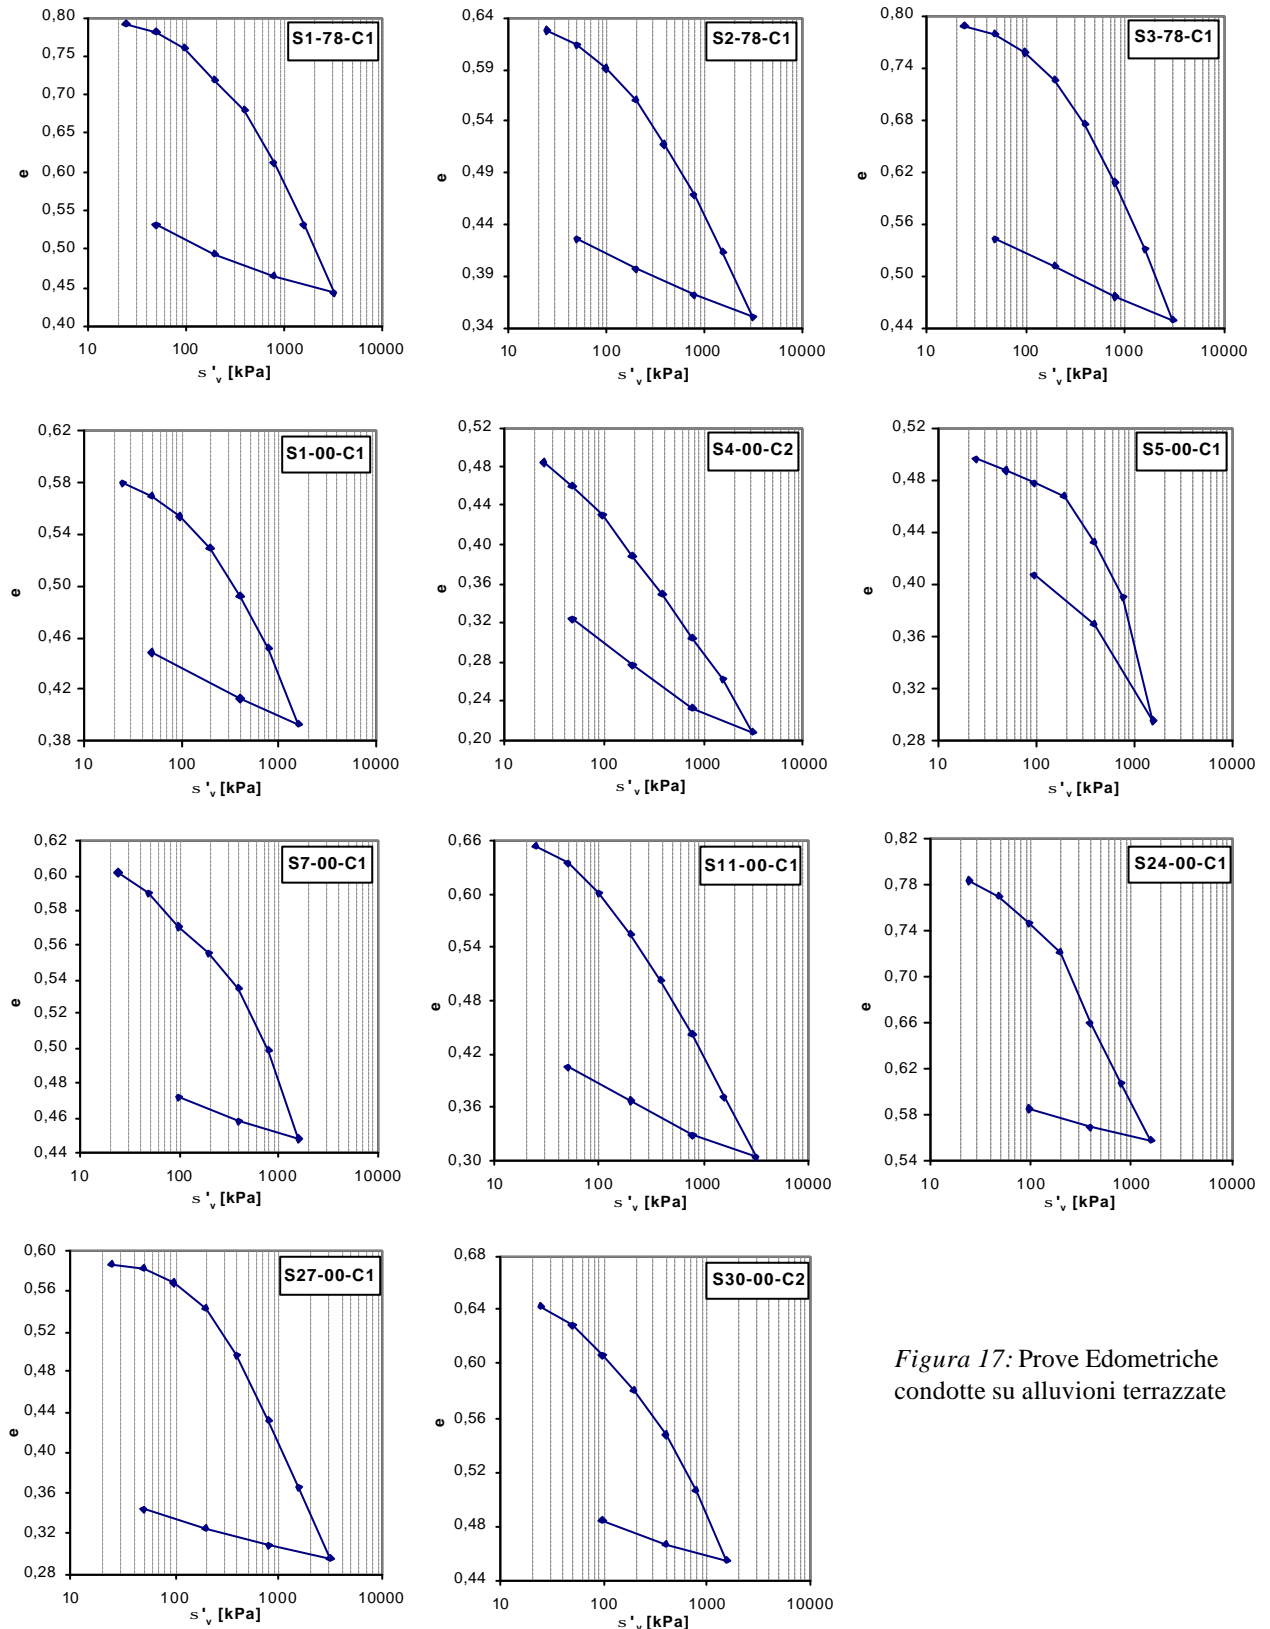 S1-78-C1
0,80
0,75
0,70
0,65
0,60
0,55
0,50
0,45
0,40
e
10 100 1000 10000
s'v [kPa]
S2-78-C1
0,64
0,59
0,54
0,49
0,44
0,39
0,34
e
10 100 1000 10000
s'v [kPa]
S3-78-C1
0,80
0,74
0,68
0,62
0,56
0,50
0,44
e
10 100 1000 10000
s'v [kPa]
S1-00-C1
0,62
0,58
0,54
0,50
0,46
0,42
0,38
e
10 100 1000 10000
s'v [kPa]
S4-00-C2
0,52
0,48
0,44
0,40
0,36
0,32
0,28
0,24
0,20
e
10 100 1000 10000
s'v [kPa]
S5-00-C1
0,52
0,48
0,44
0,40
0,36
0,32
0,28
e
10 100 1000 10000
s'v [kPa]
S7-00-C1
0,62
0,60
0,58
0,56
0,54
0,52
0,50
0,48
0,46
0,44
e
10 100 1000 10000
s'v [kPa]
S11-00-C1
0,66
0,60
0,54
0,48
0,42
0,36
0,30
e
10 100 1000 10000
s'v [kPa]
S24-00-C1
0,82
0,78
0,74
0,70
0,66
0,62
0,58
0,54
e
10 100 1000 10000
s'v [kPa]
S27-00-C1
0,60
0,56
0,52
0,48
0,44
0,40
0,36
0,32
0,28
e
10 100 1000 10000
s'v [kPa]
S30-00-C2
0,68
0,64
0,60
0,56
0,52
0,48
0,44
e
10 100 1000 10000
s'v [kPa]
Figura 17: Prove Edometriche
condotte su alluvioni terrazzate